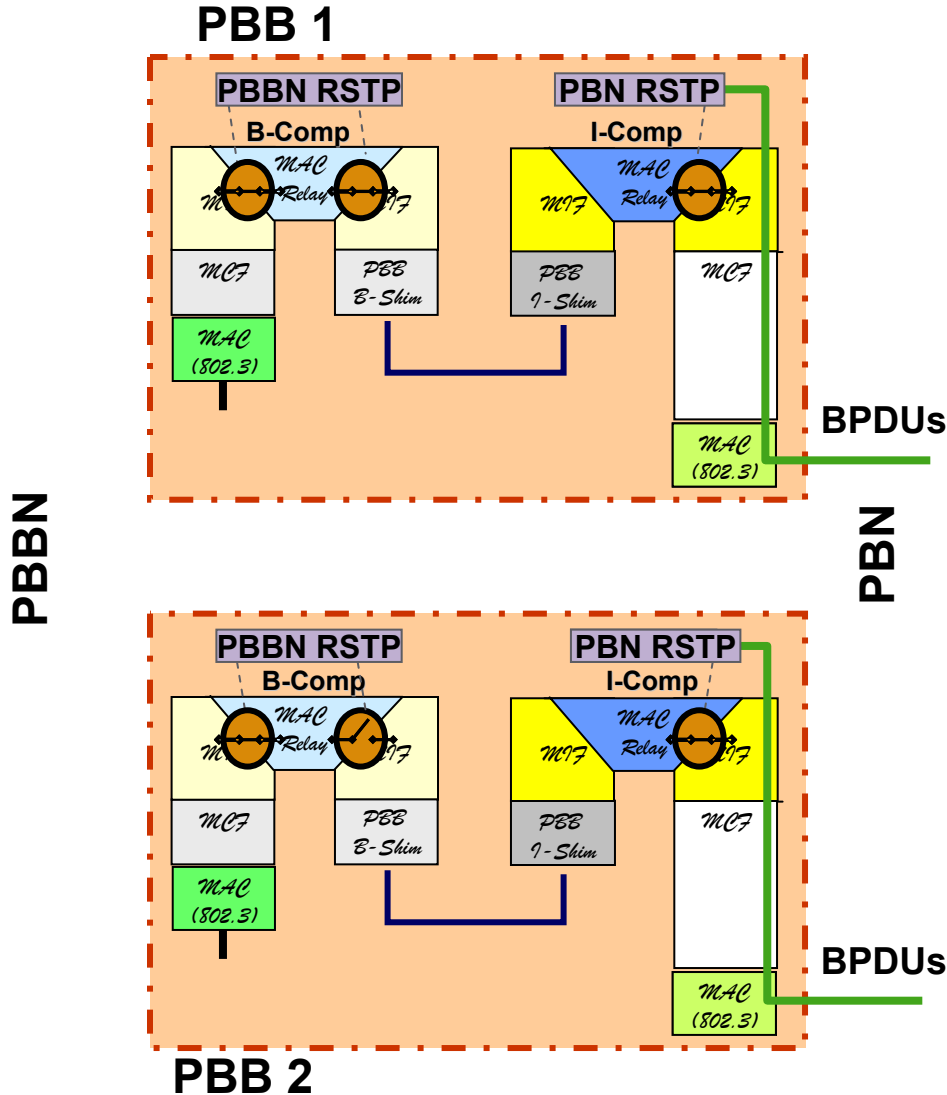 PBB 1
PBBN RSTP
PBN RSTP
B-Comp
I-Comp
MAC
Relay
MIF
MAC
Relay
MIF
MCF
PBB
B-Shim
PBB
I-Shim
MCF
MAC
(802.3)
BPDUs
MAC
(802.3)
PBBN
PBN
PBBN RSTP
PBN RSTP
B-Comp
I-Comp
MAC
Relay
MIF
MAC
Relay
MIF
MCF
PBB
B-Shim
PBB
I-Shim
MCF
MAC
(802.3)
BPDUs
MAC
(802.3)
PBB 2